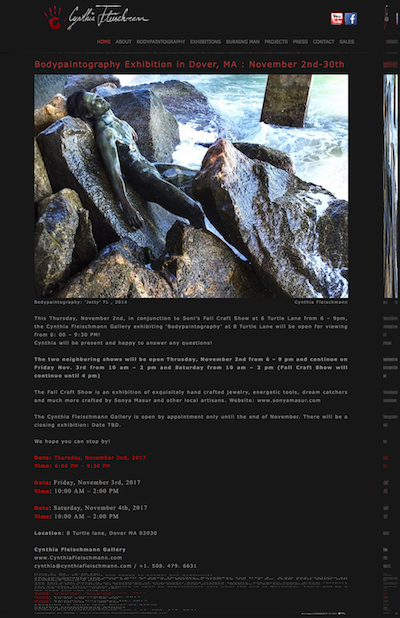 Cynthia Fleischmann
You Tube f
HOME ABOUT BODYPAINTOGRAPHY EXHIBITIONS BURNING MAN PROJECTS PRESS CONTACT SALES
Bodypaintography Exhibition in Dover, MA : November 2nd-30th
Bodypaintography: 'Jetty' FL , 2014 Cynthia Fleischmann
This Thursday, November 2nd, in conjunction to Soni's Fall Craft Show at 6 Turtle Lane from 6 – 9pm,
the Cynthia Fleischmann Gallery exhibiting 'Bodypaintography' at 8 Turtle Lane will be open for viewing
from 6: 00 – 9:30 PM!
Cynthia will be present and happy to answer any questions!
The two neighboring shows will be open Thrusday, November 2nd from 6 – 9 pm and continue on
Friday Nov. 3rd from 10 am – 2 pm and Saturday from 10 am – 2 pm (Fall Craft Show will
continue until 4 pm)
The Fall Craft Show is an exhibition of exquisitely hand crafted jewelry, energetic tools, dream catchers
and much more crafted by Sonya Masur and other local artisans. Website: www.sonyamasur.com
The Cynthia Fleischmann Gallery is open by appointment only until the end of November. There will be a
closing exhibition: Date TBD.
We hope you can stop by!
Date: Thursday, November 2nd, 2017
Time: 6:00 PM – 9:30 PM
Date: Friday, November 3rd, 2017
Time: 10:00 AM – 2:00 PM
Date: Saturday, November 4th, 2017
Time: 10:00 AM – 2:00 PM
Location: 8 Turtle lane, Dover MA 02030
Cynthia Fleischmann Gallery
www.CynthiaFleischmann.com
cynthia@cynthiafleischmann.com / +1. 508. 479. 6631